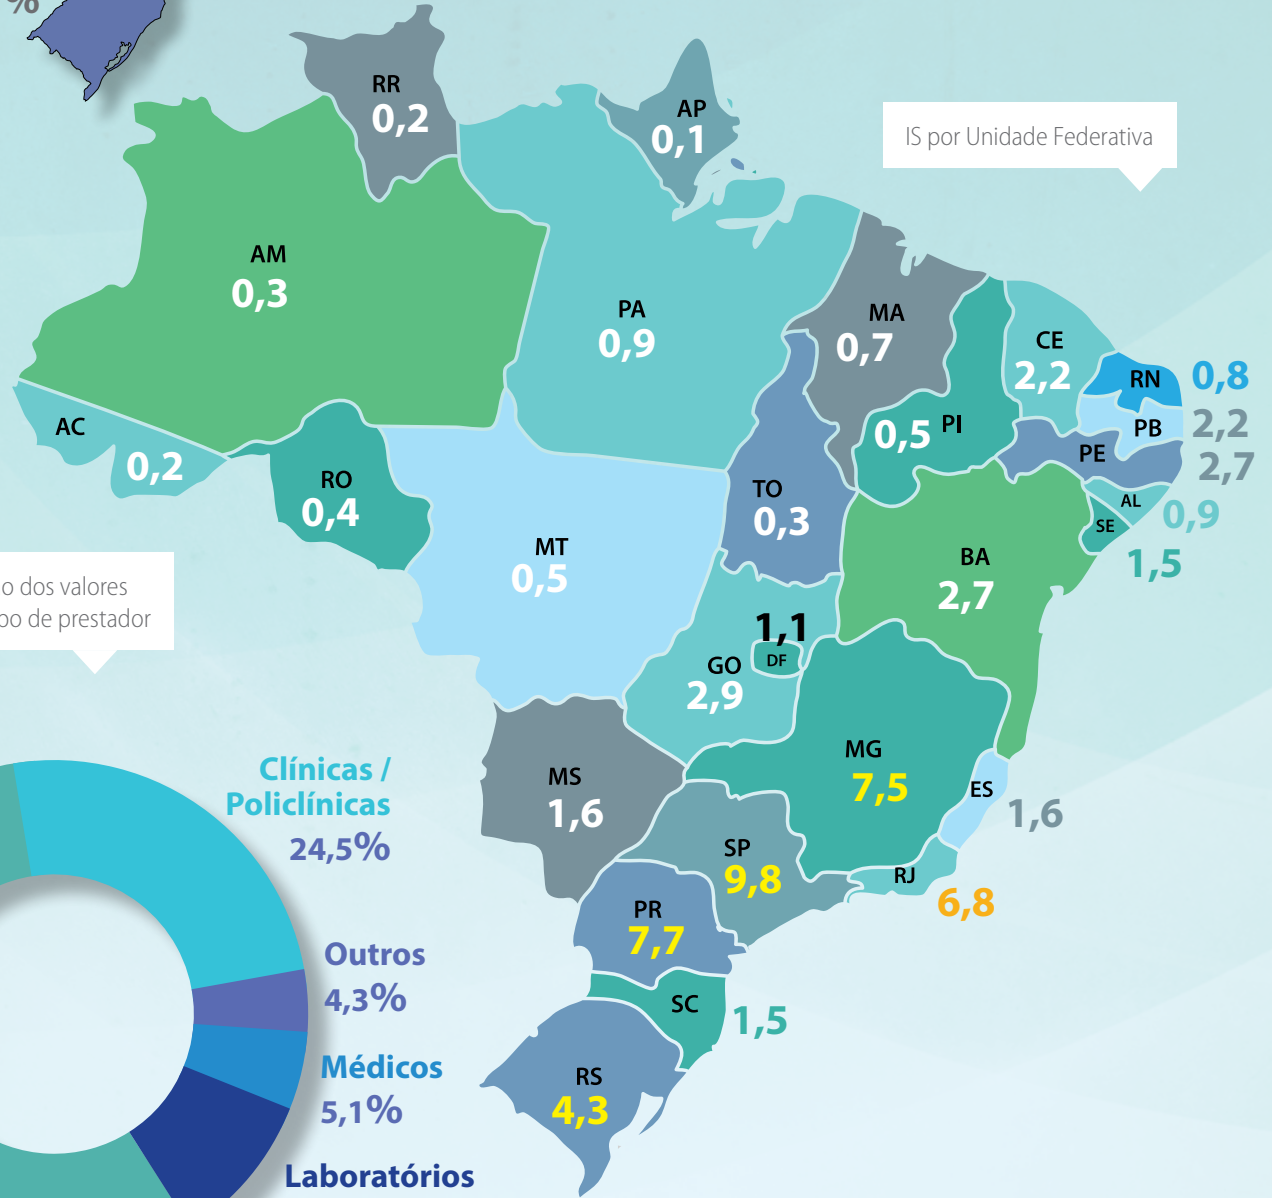 %
RR
0,2
AP
0,1
IS por Unidade Federativa
AM
0,3
PA
0,9
MA
0,7
CE
2,2
RN 0,8
PB 2,2
PE 2,7
PI
0,5
AC
0,2
RO
0,4
TO
0,3
AL 0,9
SE
1,5
MT
0,5
BA
2,7
o dos valores
po de prestador
1,1
DF
GO
2,9
MG
7,5
MS
1,6
ES
1,6
SP
9,8
RJ
6,8
PR
7,7
SC
1,5
RS
4,3
Clínicas /
Policlínicas
24,5%
Outros
4,3%
Médicos
5,1%
Laboratórios